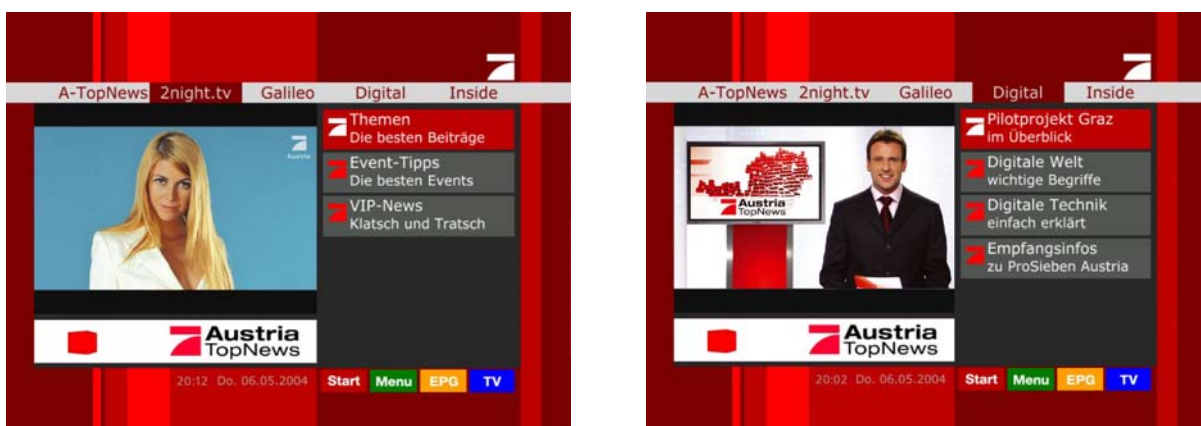 A-TopNews 2night.tv Galileo Digital Inside
Themen
Die besten Beiträge
Event-Tipps
Die besten Events
VIP-News
Klatsch und Tratsch
Austria
Austria
TopNews
20:12 Do. 06.05.2004 Start Menu EPG TV
A-TopNews 2night.tv Galileo Digital Inside
Pilotprojekt Graz
im Überblick
Digitale Welt
wichtige Begriffe
Digitale Technik
einfach erklärt
Empfangsinfos
zu ProSieben Austria
Austria
TopNews
Austria
TopNews
20:02 Do. 06.05.2004 Start Menu EPG TV